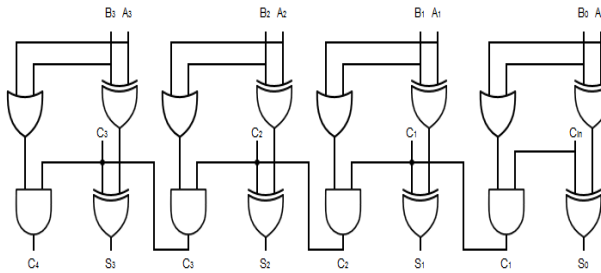 B3 A3 B2 A2 B1 A1 B0 A
C3 C2 C1 Cin
C4 S3 C3 S2 C2 S1 C1 S0